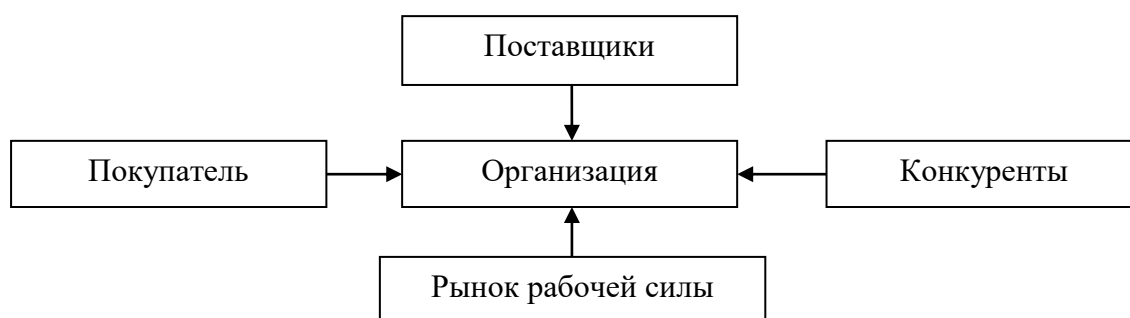 Поставщики
Покупатель
Организация
Конкуренты
Рынок рабочей силы